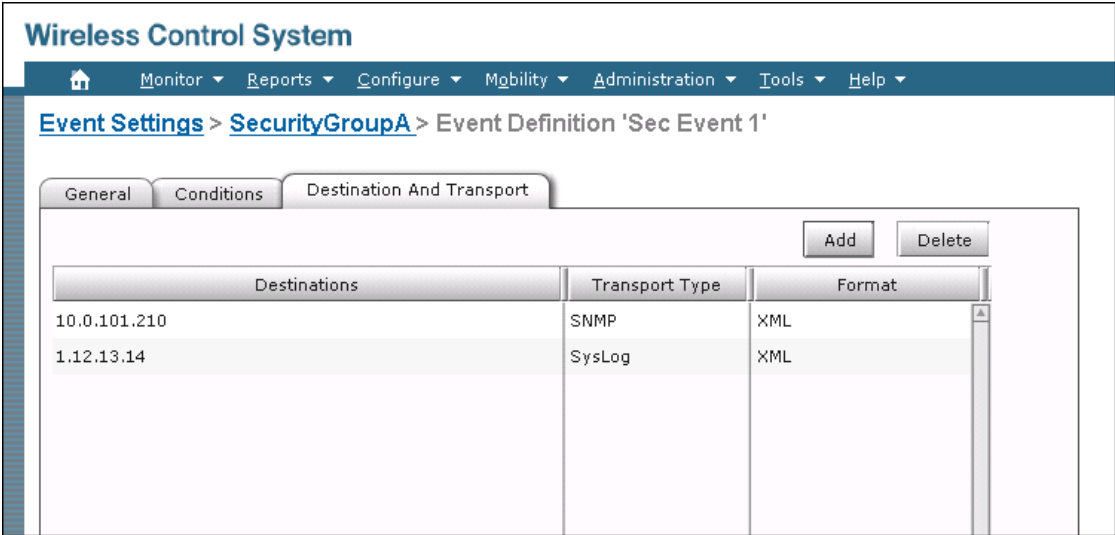 Wireless Control System
Monitor Reports Configure Mobility Administration Tools Help
Event Settings > SecurityGroupA > Event Definition 'Sec Event 1'
General Conditions Destination And Transport
Add Delete
Destinations Transport Type Format
10.0.101.210 SNMP XML
1.12.13.14 SysLog XML